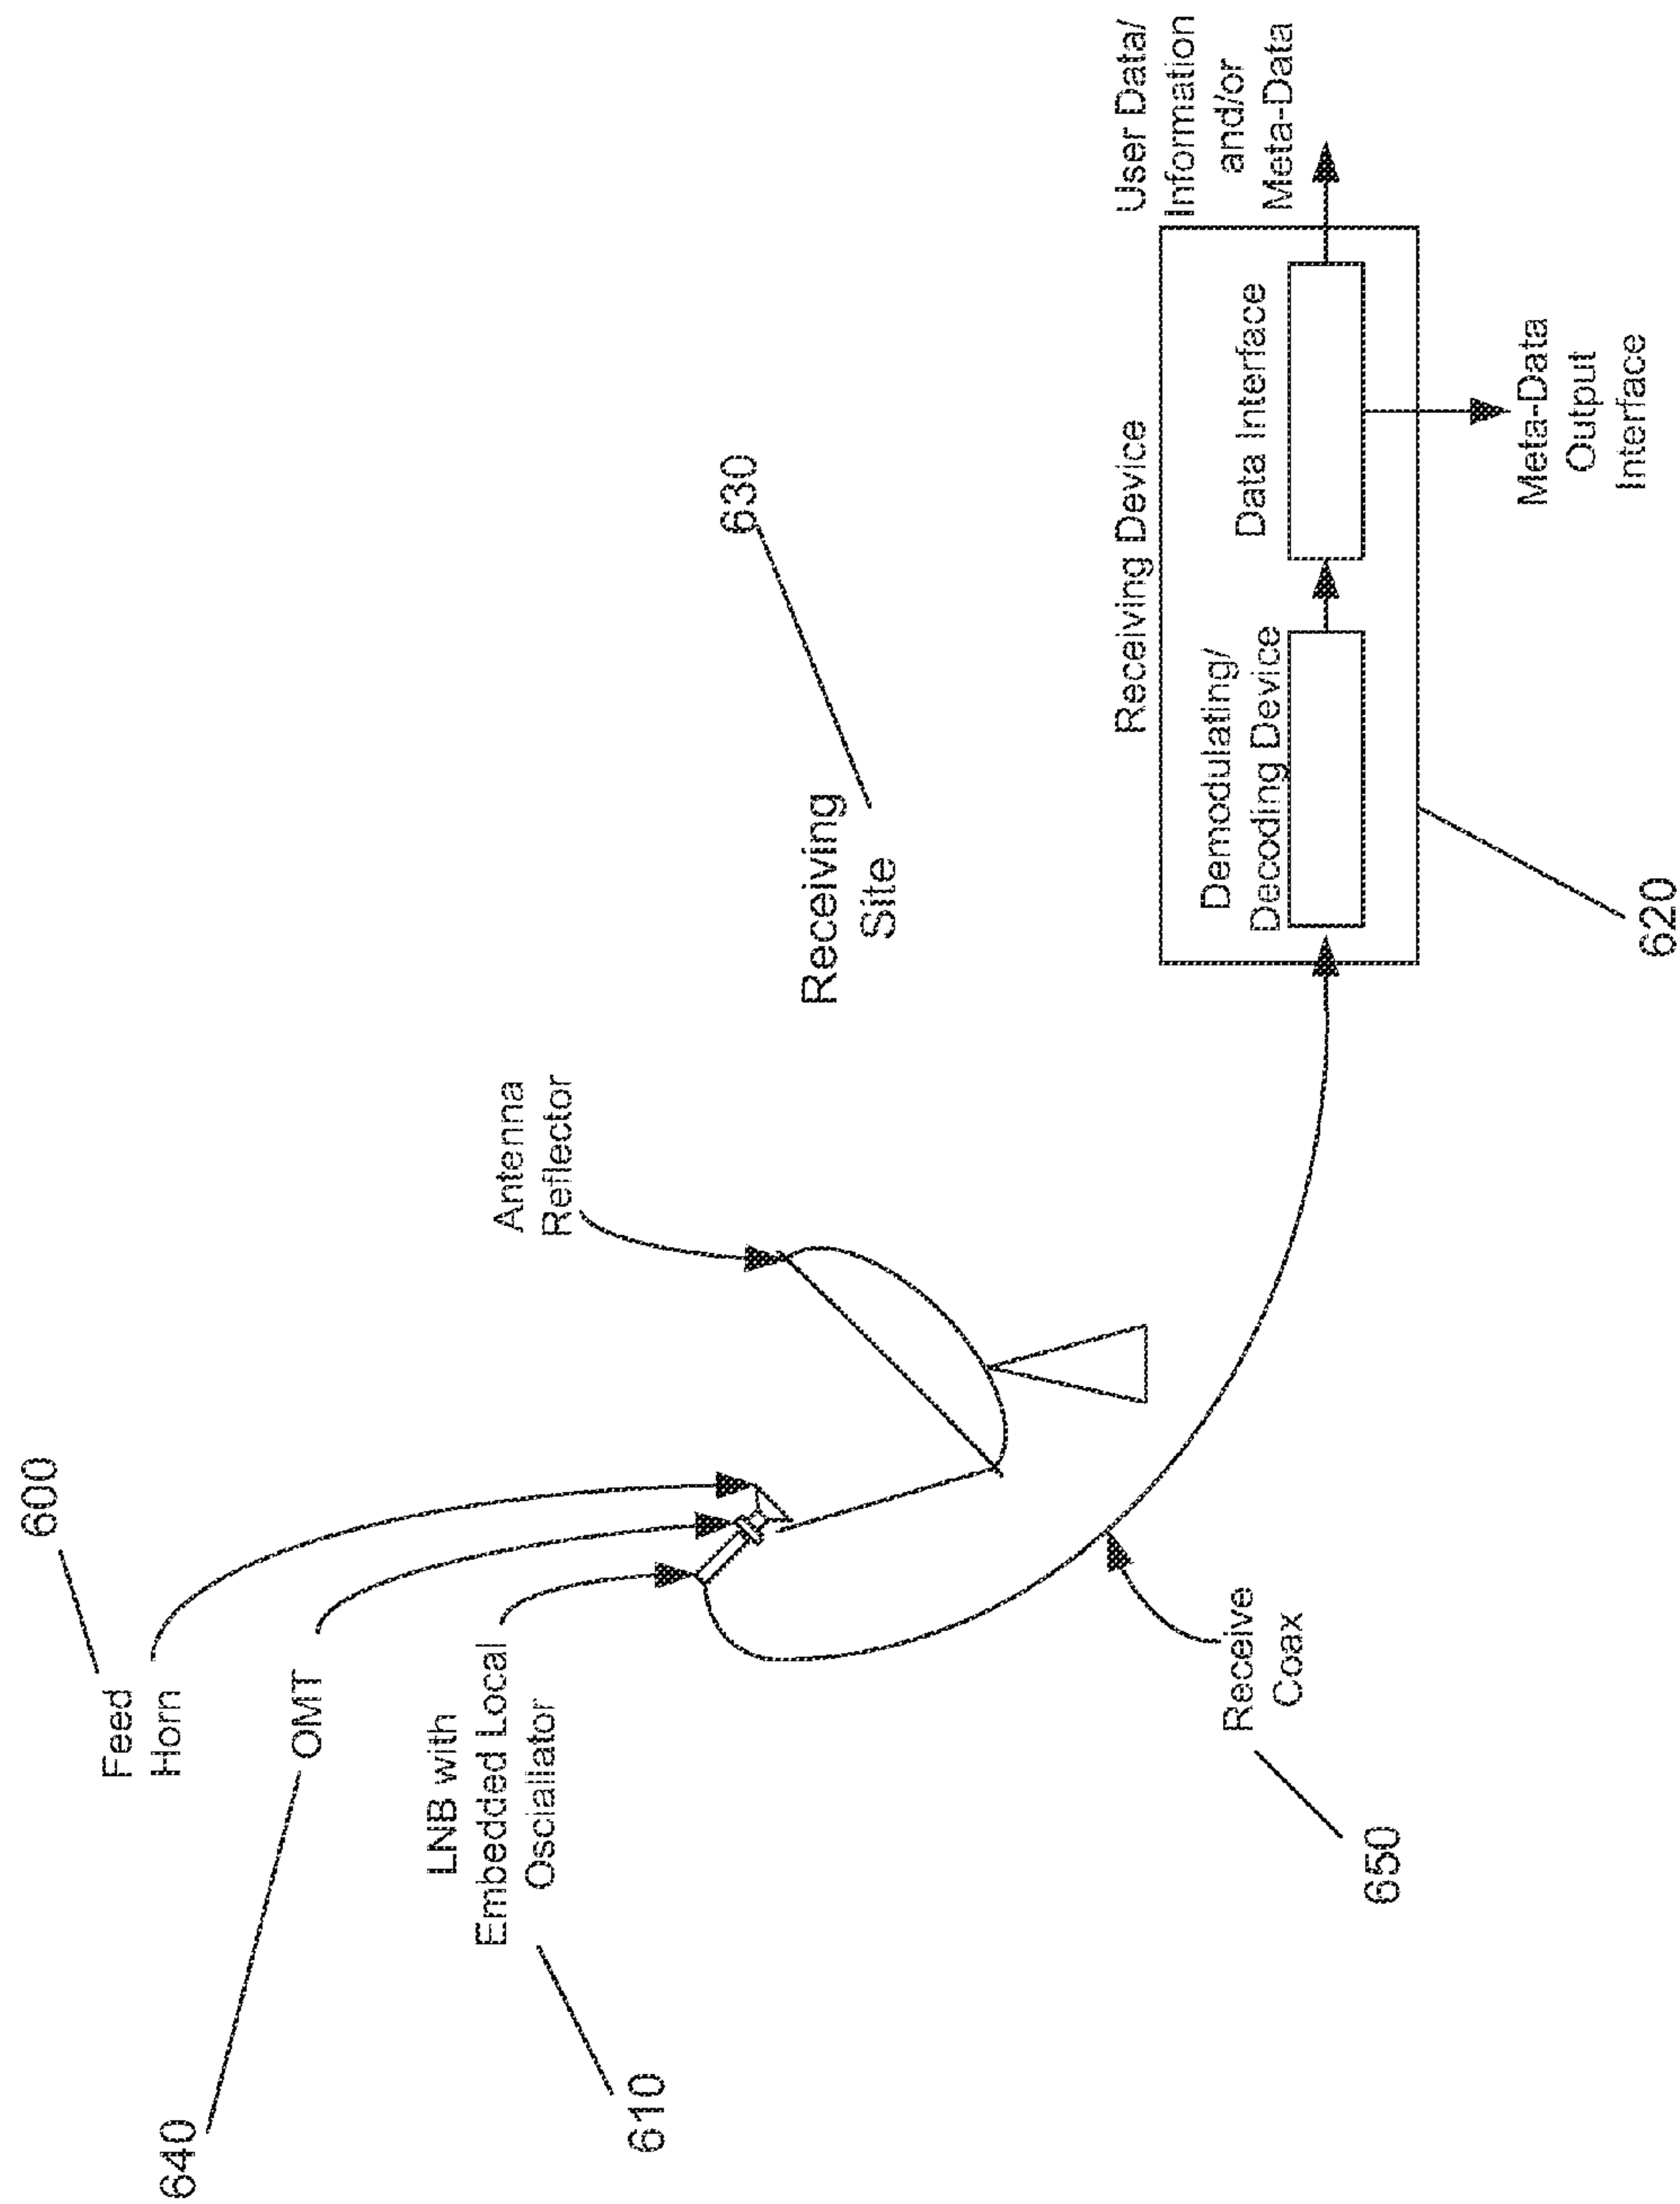 600
Feed
Horn
640
OMT
LNB with
Embedded Local
Osciallator
610
Antenna
Reflector
Receiving
Site
630
Receive
Coax
650
Receiving Device
Demodulating/
Decoding Device
Data Interface
User Data/
Information
and/or
Meta-Data
Meta-Data
Output
Interface
620